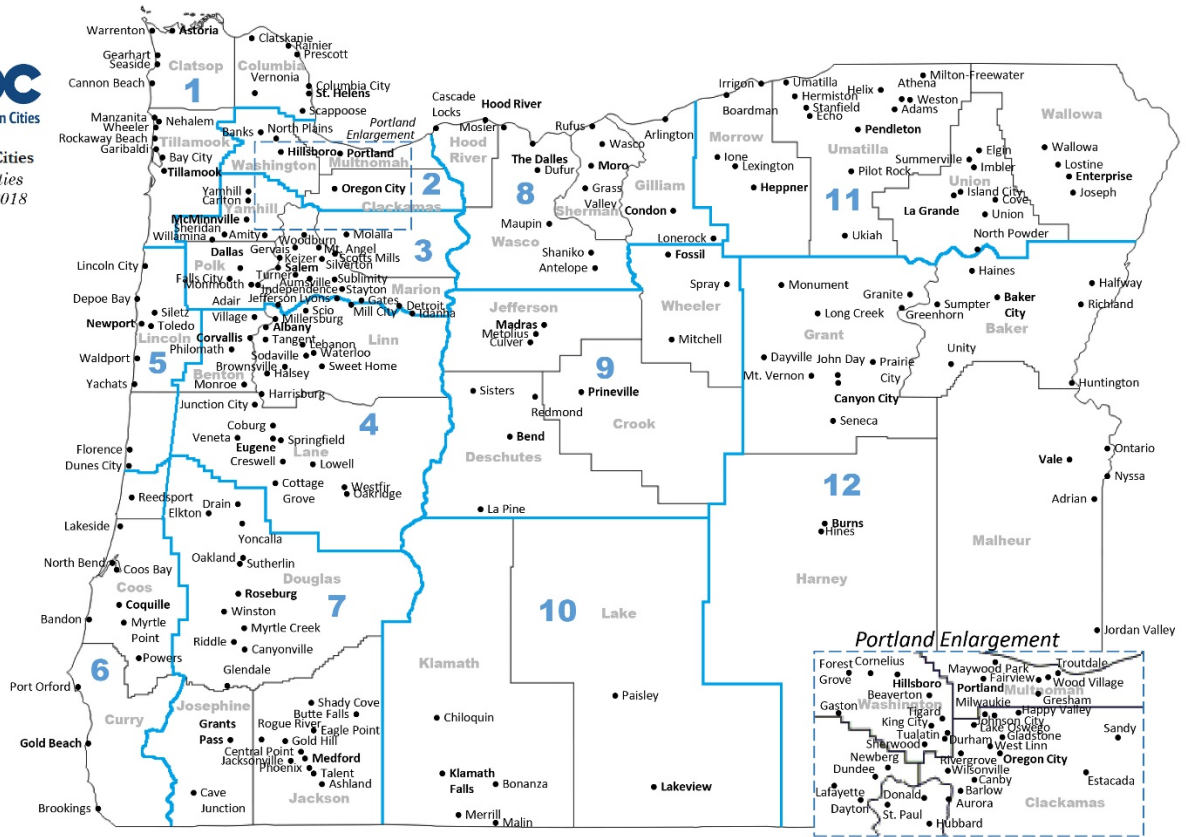 Warrenton
Astoria
Clatskanie
Rainier
Prescott
Gearhart
Seaside
Clatsop
Columbia
Vernonia
Cannon Beach
1
Columbia City
St. Helens
Scappoose
OC
n Cities
Cities
ies
2018
Manzanita
Nehalem
Wheeler
Rockaway Beach
Garibaldi
Tillamook
Bay City
Tillamook
Banks
North Plains
Portland
Enlargement
Hillsboro
Portland
Washington
Multnomah
Oregon City
2
Clackamas
Yamhill
Carlton
Yamhill
McMinnville
Sheridan
Willamina
Amity
Woodburn
Molalla
Gervais
Mt. Angel
3
Dallas
Keizer
Scotts Mills
Lincoln City
Polk
Salem
Silverton
Falls City
Turner
Sublimity
Monmouth
Aumsville
Independence
Stayton
Marion
Depoe Bay
Adair
Village
Jefferson
Lyons
Gates
Detroit
Scio
Mill City
Idanha
Siletz
Millersburg
Newport
Toledo
Albany
Lincoln
Corvallis
Tangent
Linn
Philomath
Lebanon
Waldport
5
Sodaville
Waterloo
Brownsville
Sweet Home
Benton
Halsey
Yachats
Monroe
Harrisburg
Junction City
Coburg
4
Veneta
Springfield
Florence
Eugene
Lane
Dunes City
Creswell
Lowell
Cottage
Grove
Westfir
Oakridge
Reedsport
Drain
Elkton
Lakeside
Yoncalla
North Bend
Coos Bay
Oakland
Sutherlin
Coos
Douglas
Coquille
Roseburg
7
Bandon
Winston
Myrtle
Point
Myrtle Creek
Riddle
Canyonville
6
Powers
Glendale
Port Orford
Curry
Josephine
Shady Cove
Grants
Pass
Butte Falls
Rogue River
Eagle Point
Gold Beach
Gold Hill
Central Point
Medford
Jacksonville
Phoenix
Talent
Ashland
Cave
Junction
Jackson
Brookings
Cascade
Locks
Hood River
Mosier
Hood
River
The Dalles
Dufur
Rufus
Wasco
Moro
8
Grass
Valley
Sherman
Maupin
Wasco
Shaniko
Antelope
Arlington
Gilliam
Condon
Lonerock
Fossil
Spray
Wheeler
Mitchell
Jefferson
Madras
Metolius
Culver
9
Prineville
Sisters
Redmond
Crook
Bend
Deschutes
La Pine
10
Lake
Klamath
Chiloquin
Paisley
Klamath
Falls
Bonanza
Lakeview
Merrill
Malin
Irrigon
Boardman
Umatilla
Hermiston
Stanfield
Echo
Helix
Athena
Milton-Freewater
Weston
Adams
Pendleton
Morrow
Ione
Lexington
Heppner
Umatilla
Pilot Rock
11
Ukiah
Summerville
Elgin
Imbler
Union
Island City
Cove
La Grande
Union
North Powder
Wallowa
Wallowa
Lostine
Enterprise
Joseph
Haines
Monument
Granite
Long Creek
Greenhorn
Sumpter
Baker
City
Halfway
Richland
Baker
Grant
Dayville
John Day
Prairie
City
Unity
Mt. Vernon
Canyon City
Huntington
Seneca
Ontario
Vale
Nyssa
12
Adrian
Burns
Hines
Malheur
Harney
Jordan Valley
Portland Enlargement
Forest
Grove
Cornelius
Maywood Park
Troutdale
Hillsboro
Fairview
Wood Village
Portland
Multnomah
Beaverton
Milwaukie
Gresham
Gaston
Washington
Tigard
Happy Valley
King City
Johnson City
Sandy
Lake Oswego
Tualatin
Durham
Gladstone
Sherwood
West Linn
Newberg
Rivergrove
Oregon City
Dundee
Wilsonville
Canby
Estacada
Lafayette
Donald
Barlow
Dayton
Aurora
Clackamas
St. Paul
Hubbard